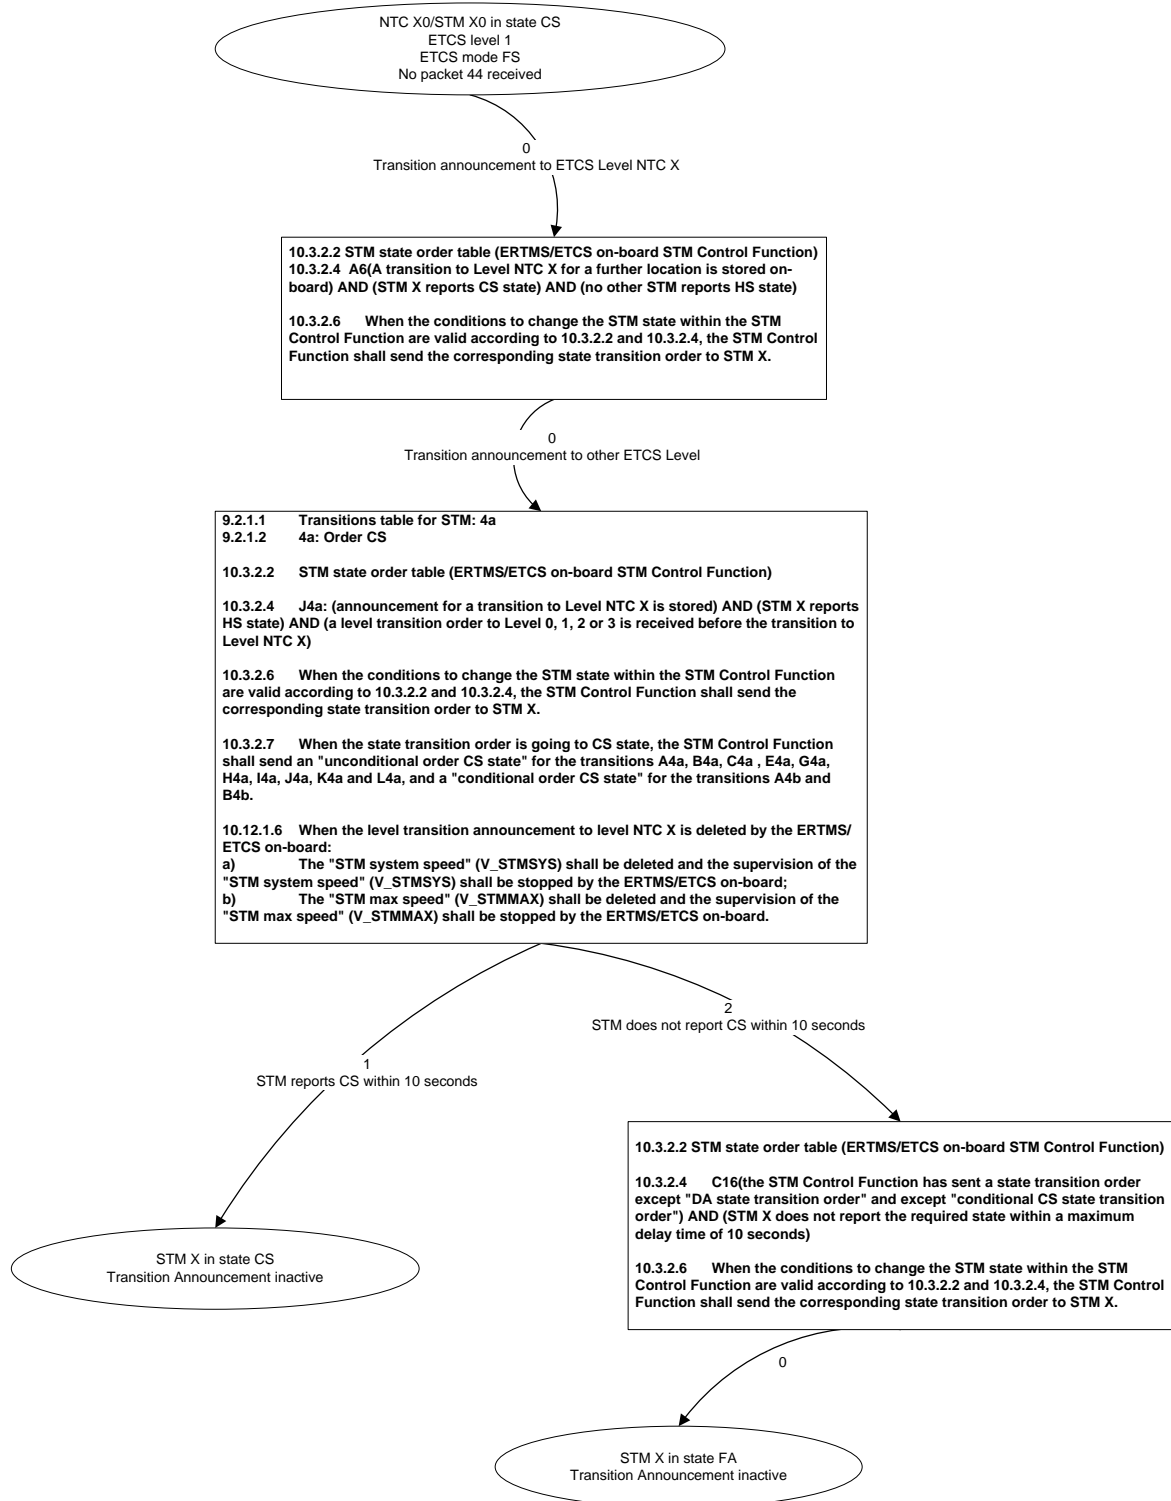 NTC X0/STM X0 in state CS
ETCS level 1
ETCS mode FS
No packet 44 received
0
Transition announcement to ETCS Level NTC X
10.3.2.2 STM state order table (ERTMS/ETCS on-board STM Control Function)
10.3.2.4 A6(A transition to Level NTC X for a further location is stored on-
board) AND (STM X reports CS state) AND (no other STM reports HS state)
10.3.2.6 When the conditions to change the STM state within the STM
Control Function are valid according to 10.3.2.2 and 10.3.2.4, the STM Control
Function shall send the corresponding state transition order to STM X.
0
Transition announcement to other ETCS Level
9.2.1.1 Transitions table for STM: 4a
9.2.1.2 4a: Order CS
10.3.2.2 STM state order table (ERTMS/ETCS on-board STM Control Function)
10.3.2.4 J4a: (announcement for a transition to Level NTC X is stored) AND (STM X reports
HS state) AND (a level transition order to Level 0, 1, 2 or 3 is received before the transition to
Level NTC X)
10.3.2.6 When the conditions to change the STM state within the STM Control Function
are valid according to 10.3.2.2 and 10.3.2.4, the STM Control Function shall send the
corresponding state transition order to STM X.
10.3.2.7 When the state transition order is going to CS state, the STM Control Function
shall send an "unconditional order CS state" for the transitions A4a, B4a, C4a , E4a, G4a,
H4a, I4a, J4a, K4a and L4a, and a "conditional order CS state" for the transitions A4b and
B4b.
10.12.1.6 When the level transition announcement to level NTC X is deleted by the ERTMS/
ETCS on-board:
a) The "STM system speed" (V_STMSYS) shall be deleted and the supervision of the
"STM system speed" (V_STMSYS) shall be stopped by the ERTMS/ETCS on-board;
b) The "STM max speed" (V_STMMAX) shall be deleted and the supervision of the
"STM max speed" (V_STMMAX) shall be stopped by the ERTMS/ETCS on-board.
2
STM does not report CS within 10 seconds
1
STM reports CS within 10 seconds
10.3.2.2 STM state order table (ERTMS/ETCS on-board STM Control Function)
10.3.2.4 C16(the STM Control Function has sent a state transition order
except "DA state transition order" and except "conditional CS state transition
order") AND (STM X does not report the required state within a maximum
delay time of 10 seconds)
10.3.2.6 When the conditions to change the STM state within the STM
Control Function are valid according to 10.3.2.2 and 10.3.2.4, the STM Control
Function shall send the corresponding state transition order to STM X.
STM X in state CS
Transition Announcement inactive
0
STM X in state FA
Transition Announcement inactive